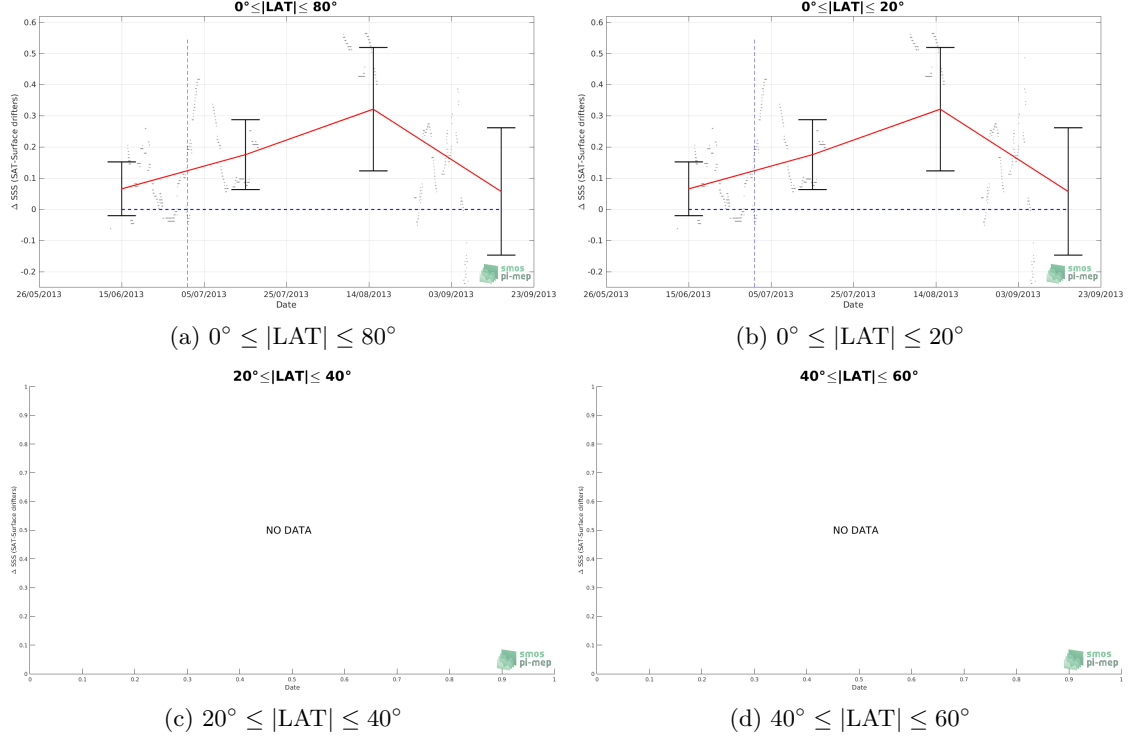 0°≤|LAT|≤ 80°
0.6
0.5
0.4
0.3
0.2
0.1
0
-0.1
-0.2
Δ SSS (SAT-Surface drifters)
26/05/2013 15/06/2013 05/07/2013 25/07/2013 14/08/2013 03/09/2013 23/09/2013
Date
smos
pi-mep
(a) 0° ≤ |LAT| ≤ 80°
0°≤|LAT|≤ 20°
0.6
0.5
0.4
0.3
0.2
0.1
0
-0.1
-0.2
Δ SSS (SAT-Surface drifters)
26/05/2013 15/06/2013 05/07/2013 25/07/2013 14/08/2013 03/09/2013 23/09/2013
Date
smos
pi-mep
(b) 0° ≤ |LAT| ≤ 20°
20°≤|LAT|≤ 40°
1
0.9
0.8
0.7
0.6
0.5
0.4
0.3
0.2
0.1
0
Δ SSS (SAT-Surface drifters)
NO DATA
0 0.1 0.2 0.3 0.4 0.5 0.6 0.7 0.8 0.9 1
Date
smos
pi-mep
(c) 20° ≤ |LAT| ≤ 40°
40°≤|LAT|≤ 60°
1
0.9
0.8
0.7
0.6
0.5
0.4
0.3
0.2
0.1
0
Δ SSS (SAT-Surface drifters)
NO DATA
0 0.1 0.2 0.3 0.4 0.5 0.6 0.7 0.8 0.9 1
Date
smos
pi-mep
(d) 40° ≤ |LAT| ≤ 60°